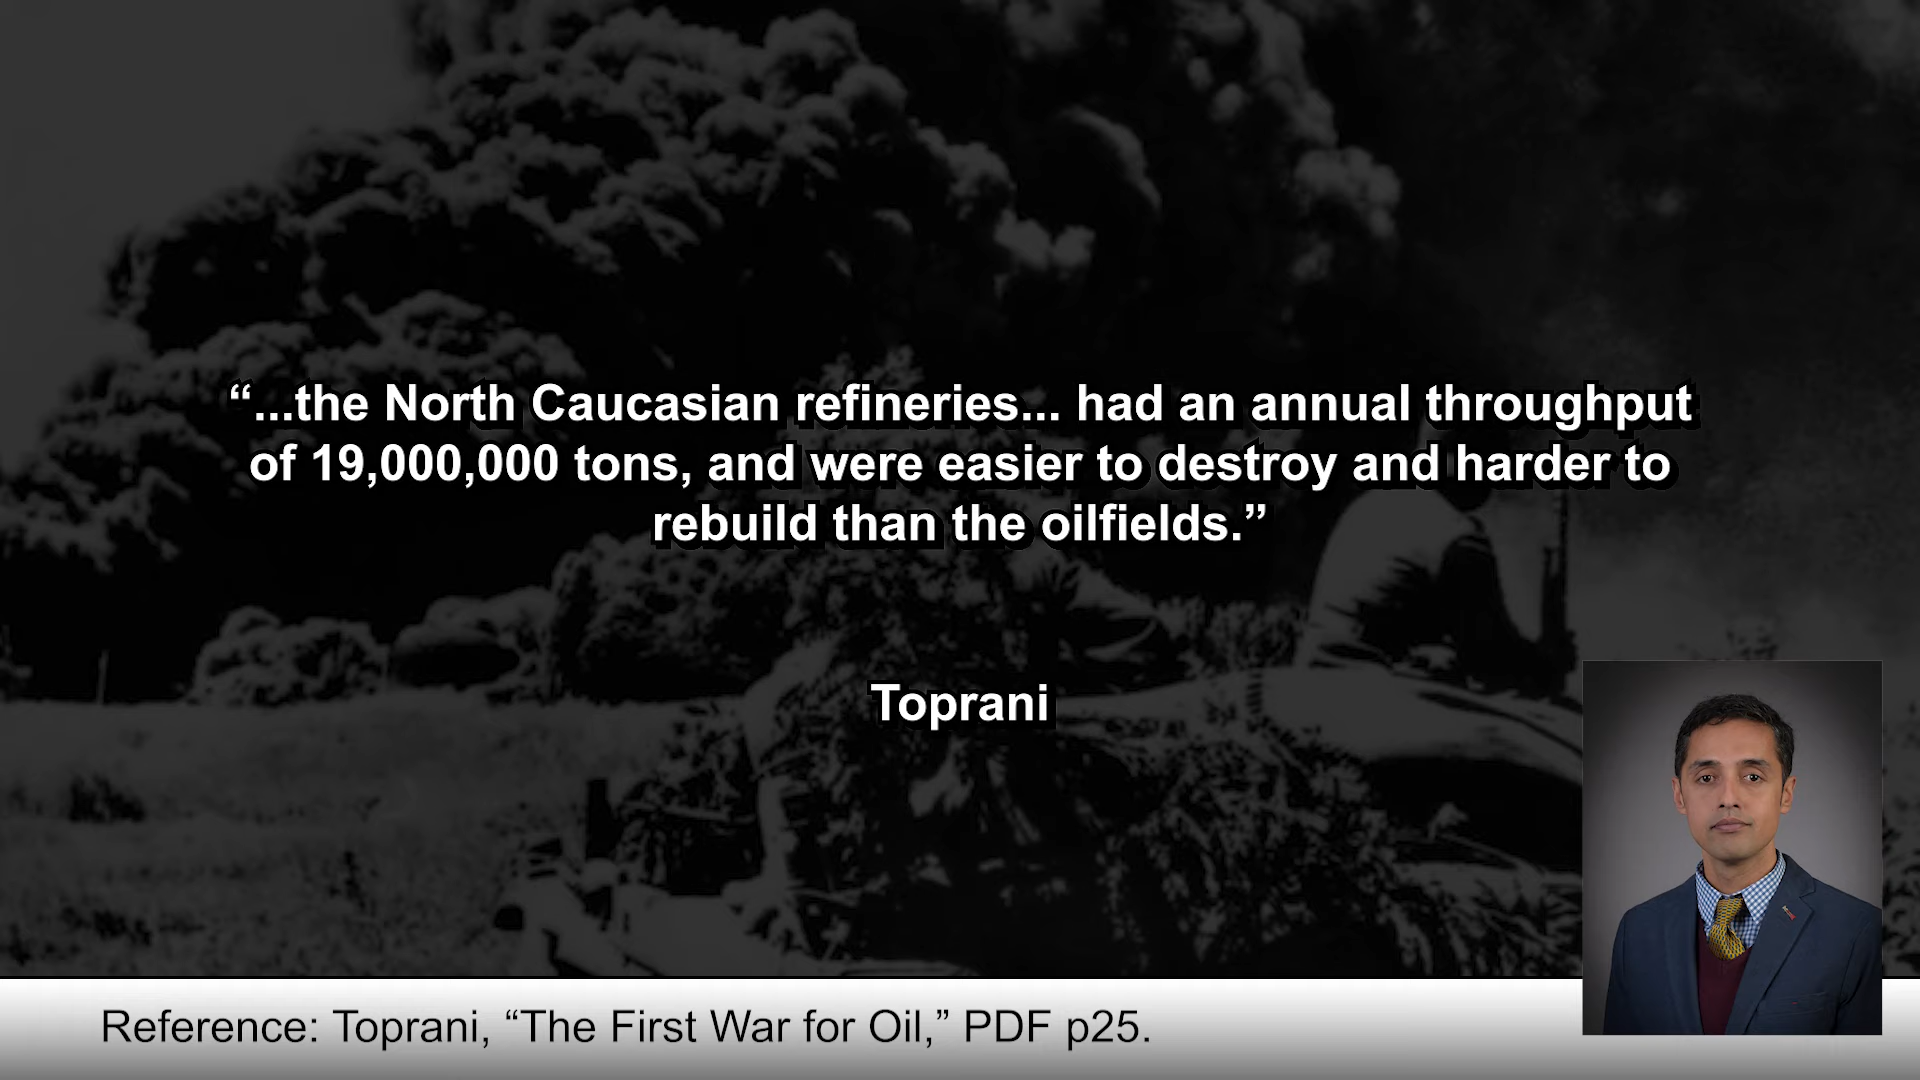 “...the North Caucasian refineries... had an annual throughput
of 19,000,000 tons, and were easier to destroy and harder to
rebuild than the oilfields.”
Toprani
Reference: Toprani, “The First War for Oil,” PDF p25.